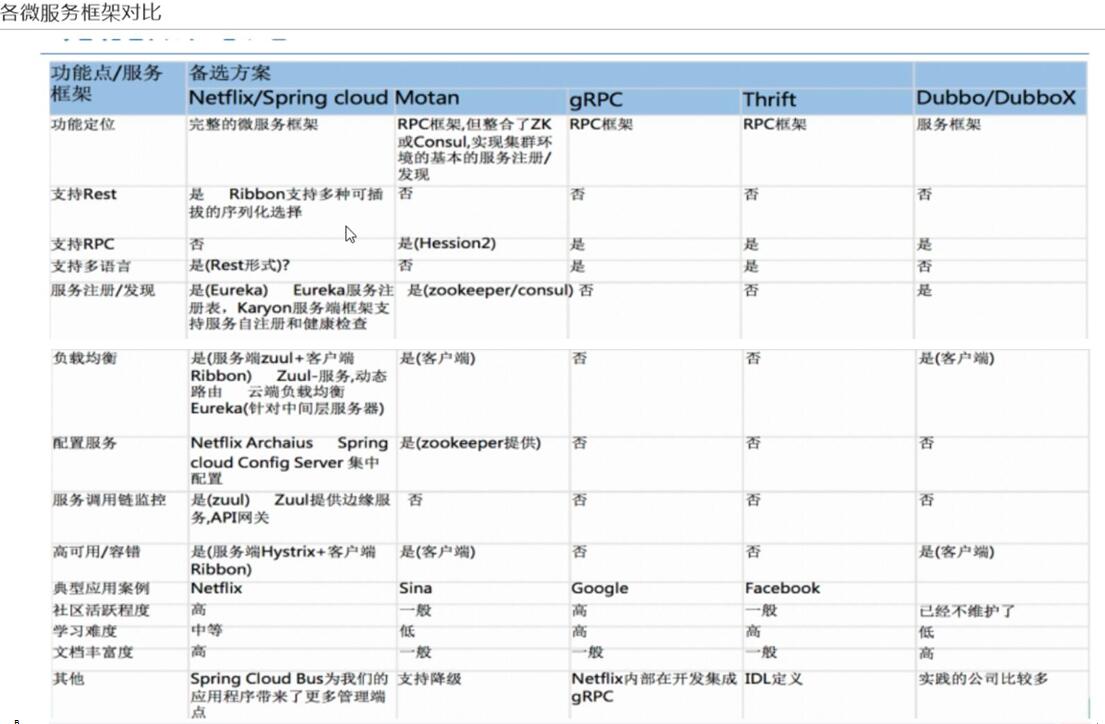 各微服务框架对比
功能点/服务框架 备选方案
Netflix/Spring cloud Motan gRPC Thrift Dubbo/DubboX
功能定位 完整的微服务框架 RPC框架,但整合了ZK或Consul,实现集群环境的基本的服务注册/发现 RPC框架 RPC框架 服务框架
支持Rest 是 Ribbon支持多种可插拔的序列化选择 否 否 否 否
支持RPC 否 是(Hession2) 是 是 是
支持多语言 是(Rest形式)? 否 是 是 否
服务注册/发现 是(Eureka) Eureka服务注册表，Karyon服务端框架支持服务自注册和健康检查 是(zookeeper/consul) 否 否 是
负载均衡 是(服务端zuul+客户端Ribbon) Zuul-服务,动态路由 云端负载均衡 Eureka(针对中间层服务器) 是(客户端) 否 否 是(客户端)
配置服务 Netflix Archaius Spring cloud Config Server 集中配置 是(zookeeper提供) 否 否 否
服务调用链监控 是(zuul) Zuul提供边缘服务,API网关 否 否 否 否
高可用/容错 是(服务端Hystrix+客户端Ribbon) 是(客户端) 否 否 是(客户端)
典型应用案例 Netflix Sina Google Facebook
社区活跃程度 高 一般 高 一般 已经不维护了
学习难度 中等 低 高 高 低
文档丰富度 高 一般 一般 一般 高
其他 Spring Cloud Bus为我们的应用程序带来了更多管理端点 支持降级 Netflix内部在开发集成gRPC IDL定义 实践的公司比较多